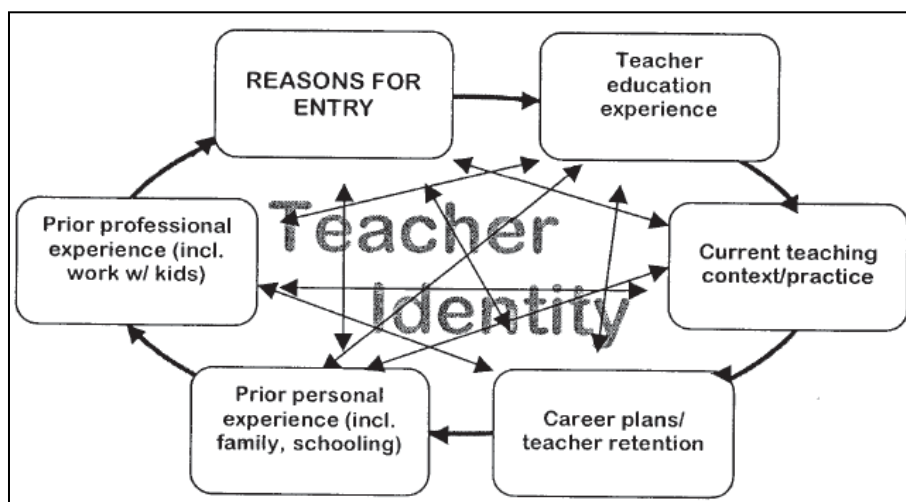 REASONS FOR
ENTRY
Teacher
education
experience
Prior professional
experience (incl.
work w/ kids)
Teacher
Identity
Current teaching
context/practice
Prior personal
experience (incl.
family, schooling)
Career plans/
teacher retention